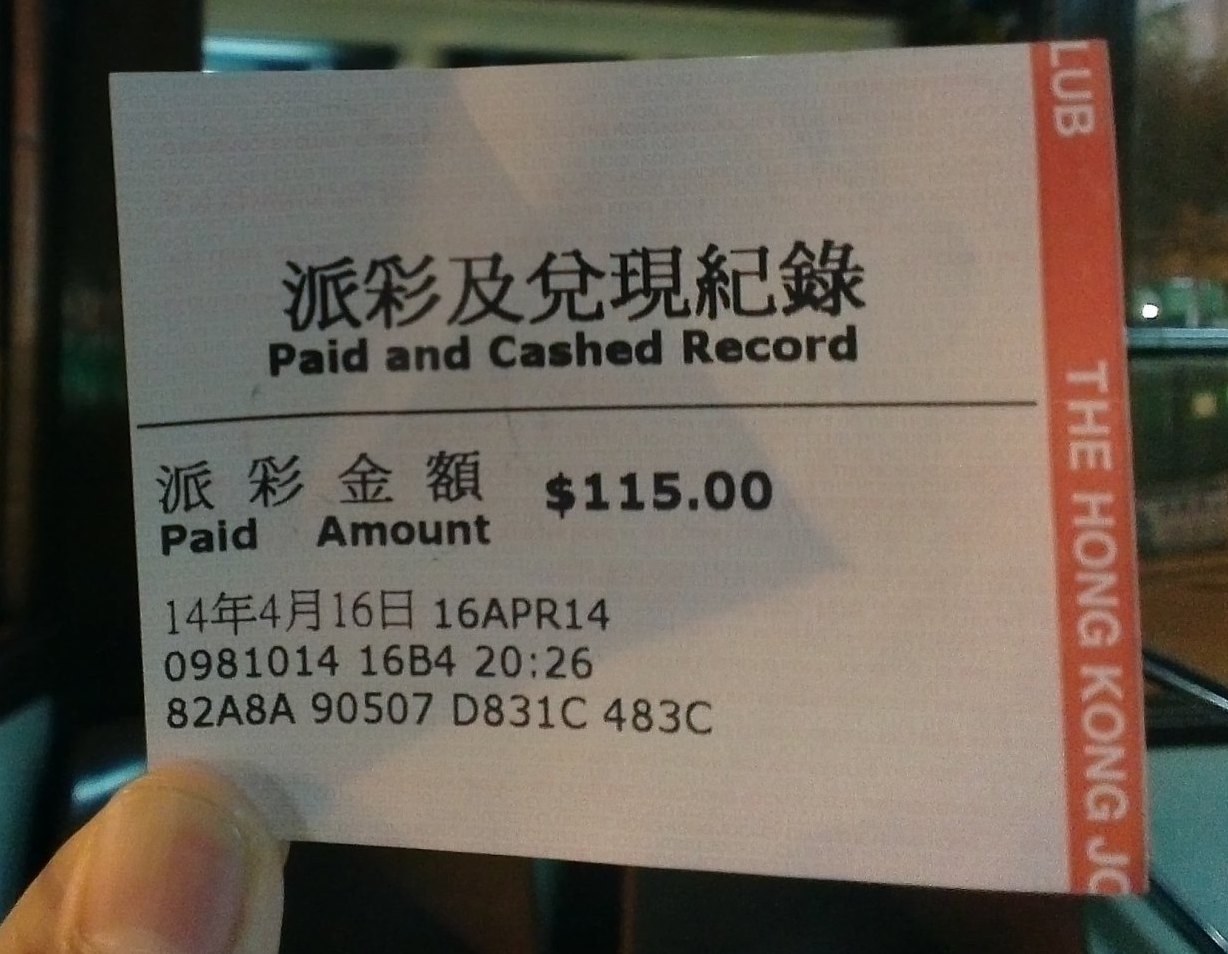 派彩及兌現紀錄
Paid and Cashed Record
派彩金額 $115.00
Paid Amount
14年4月16日 16APR14
0981014 16B4 20:26
82A8A 90507 D831C 483C
LUB
THE HONG KONG JO